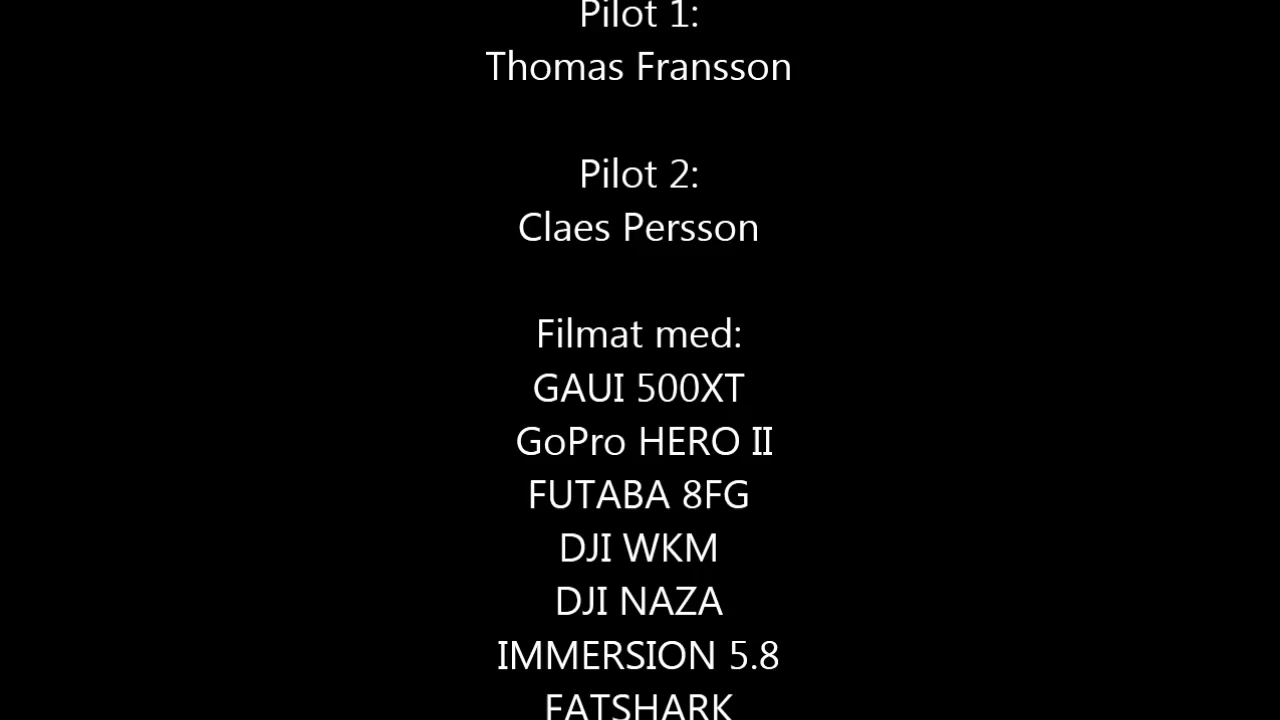 Pilot 1:
Thomas Fransson
Pilot 2:
Claes Persson
Filmat med:
GAUI 500XT
GoPro HERO II
FUTABA 8FG
DJI WKM
DJI NAZA
IMMERSION 5.8
FATSHARK